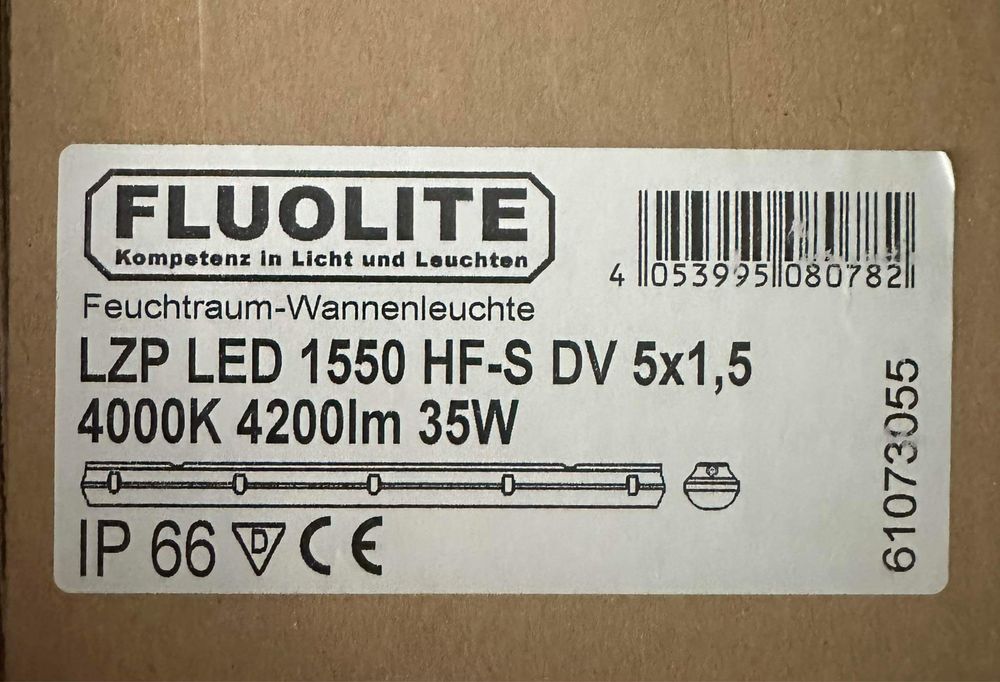 FLUOLITE
Kompetenz in Licht und Leuchten
4 053995 080782
Feuchtraum-Wannenleuchte
LZP LED 1550 HF-S DV 5x1,5
4000K 4200lm 35W
IP 66 D CE
61073055